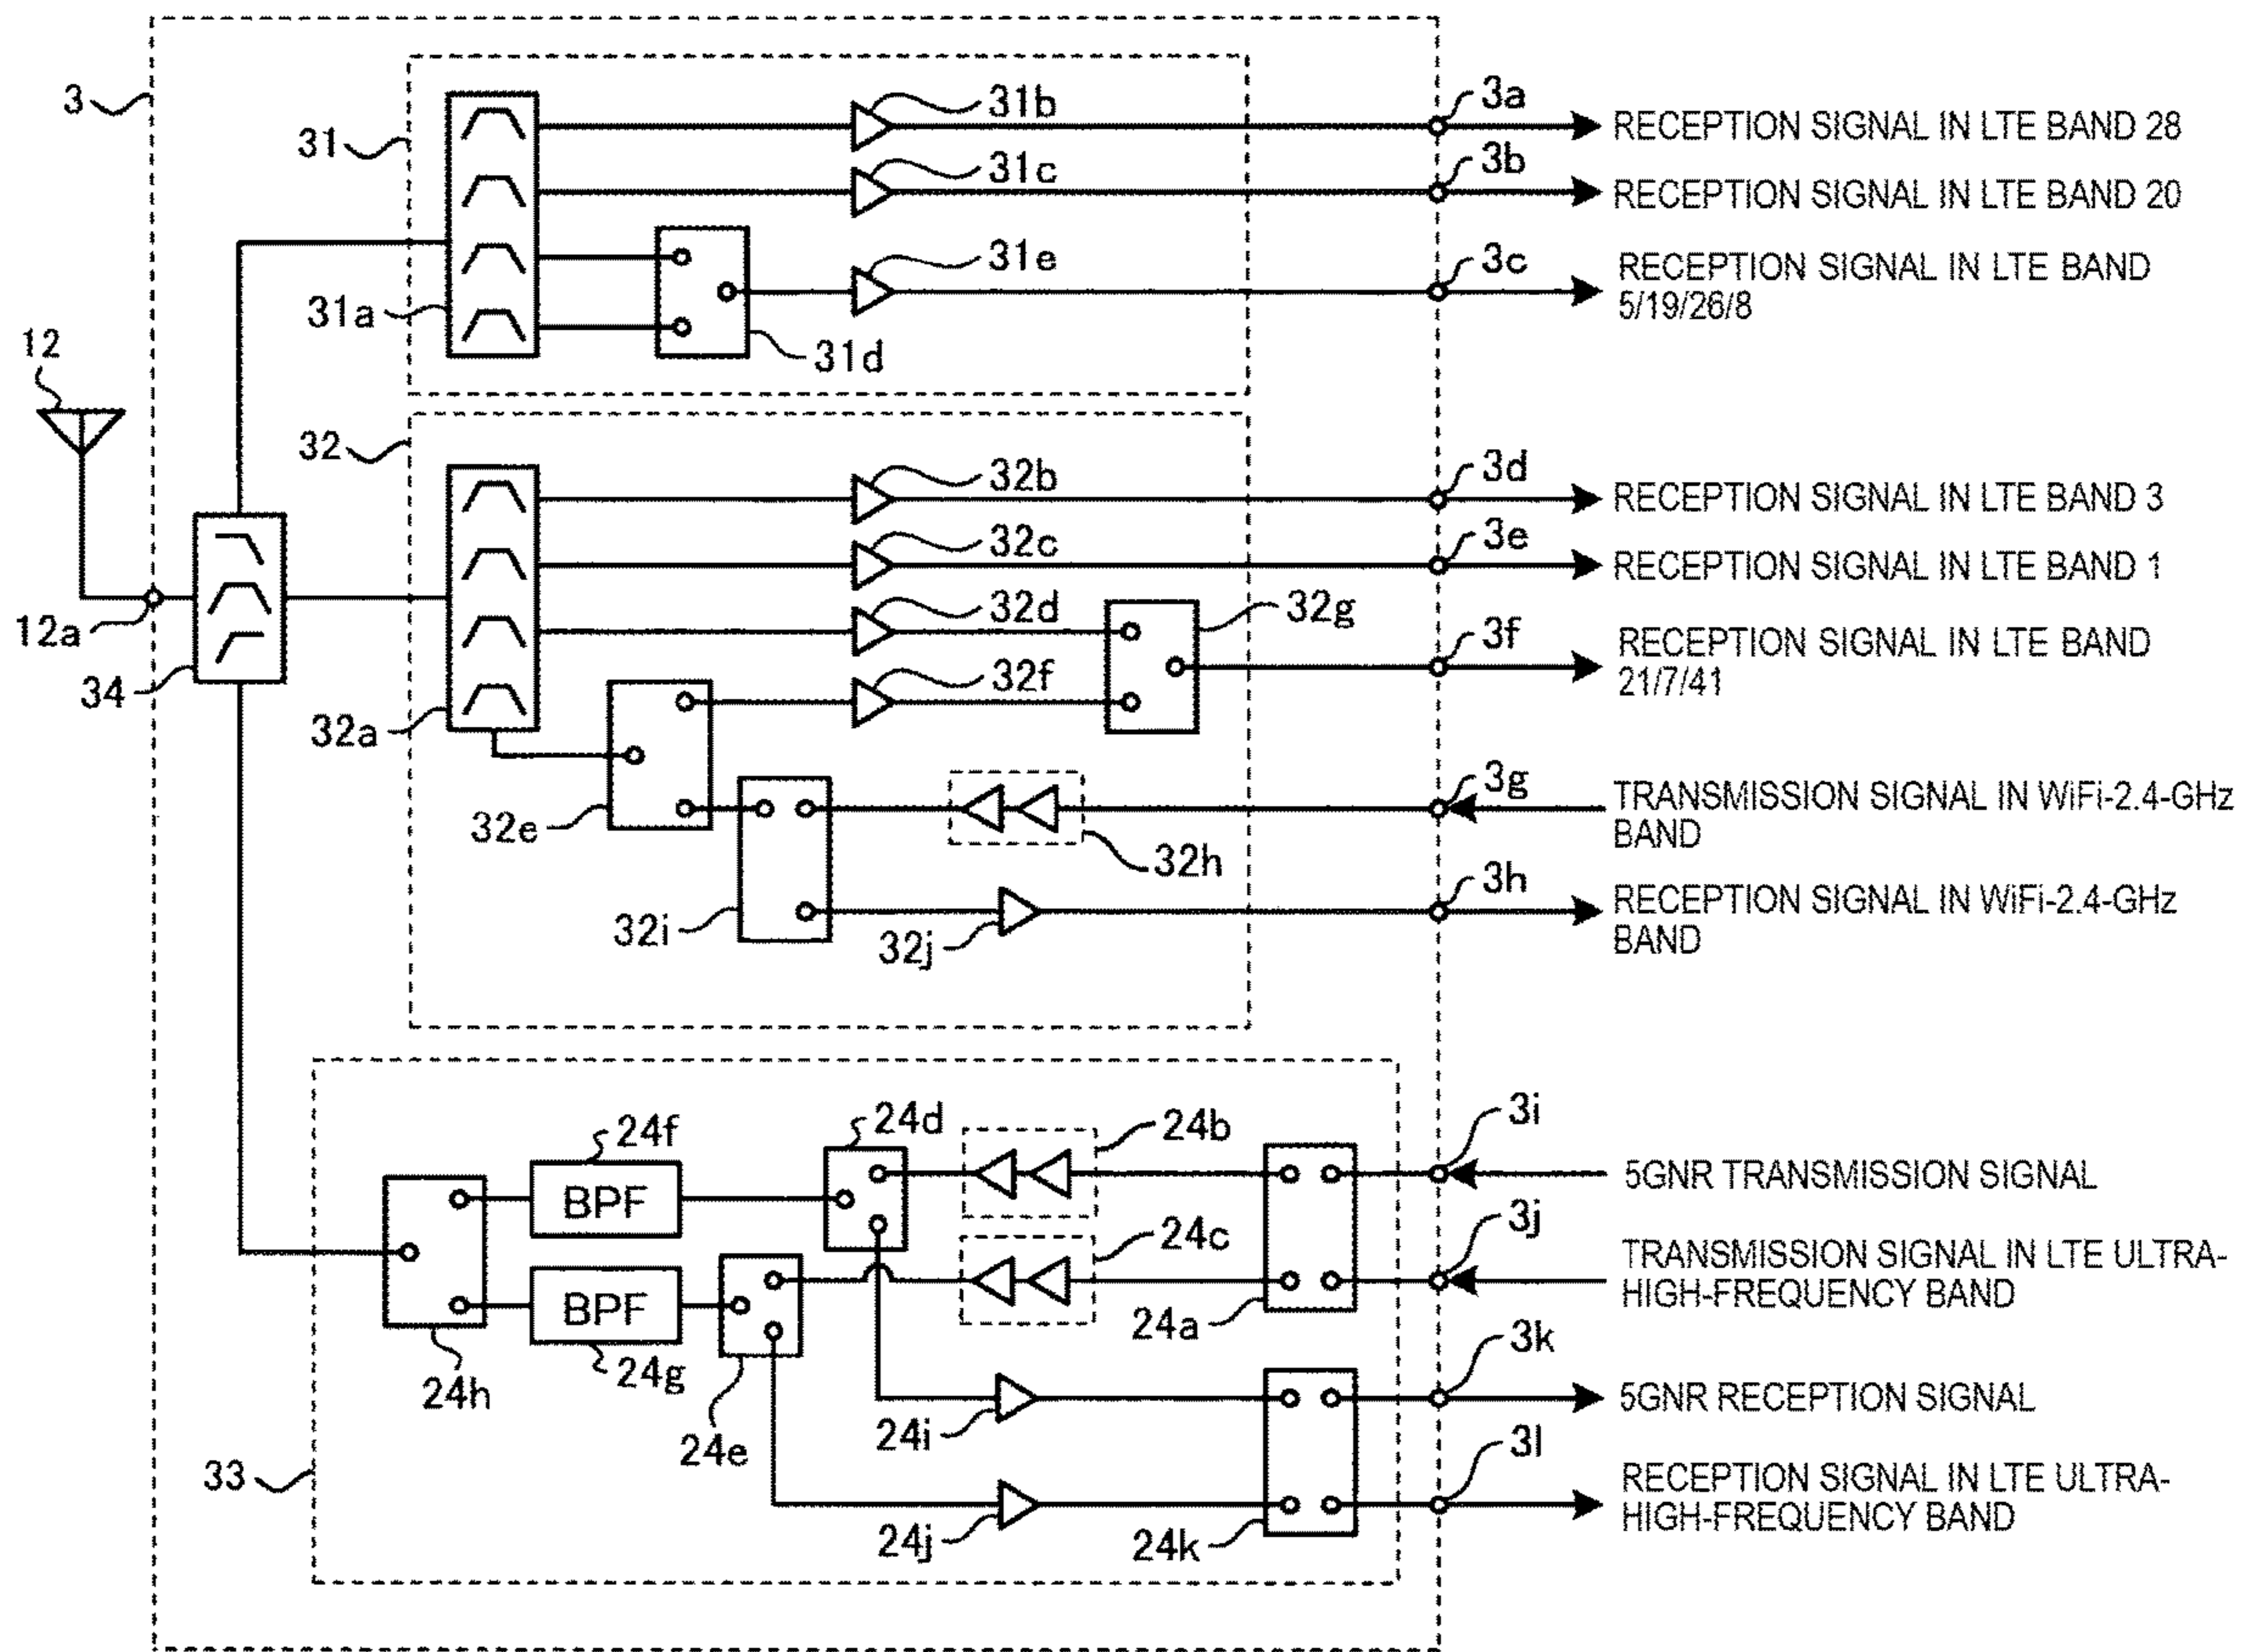 3
31
31a
31b
31c
31d
31e
3a
RECEPTION SIGNAL IN LTE BAND 28
3b
RECEPTION SIGNAL IN LTE BAND 20
3c
RECEPTION SIGNAL IN LTE BAND
5/19/26/8
12
12a
34
32
32a
32b
32c
32d
32f
32g
32e
32h
32i
32j
3d
RECEPTION SIGNAL IN LTE BAND 3
3e
RECEPTION SIGNAL IN LTE BAND 1
3f
RECEPTION SIGNAL IN LTE BAND
21/7/41
3g
TRANSMISSION SIGNAL IN WiFi-2.4-GHz
BAND
3h
RECEPTION SIGNAL IN WiFi-2.4-GHz
BAND
33
24f
BPF
24d
24b
24c
24a
BPF
24g
24h
24e
24i
24j
24k
3i
5GNR TRANSMISSION SIGNAL
3j
TRANSMISSION SIGNAL IN LTE ULTRA-
HIGH-FREQUENCY BAND
3k
5GNR RECEPTION SIGNAL
3l
RECEPTION SIGNAL IN LTE ULTRA-
HIGH-FREQUENCY BAND